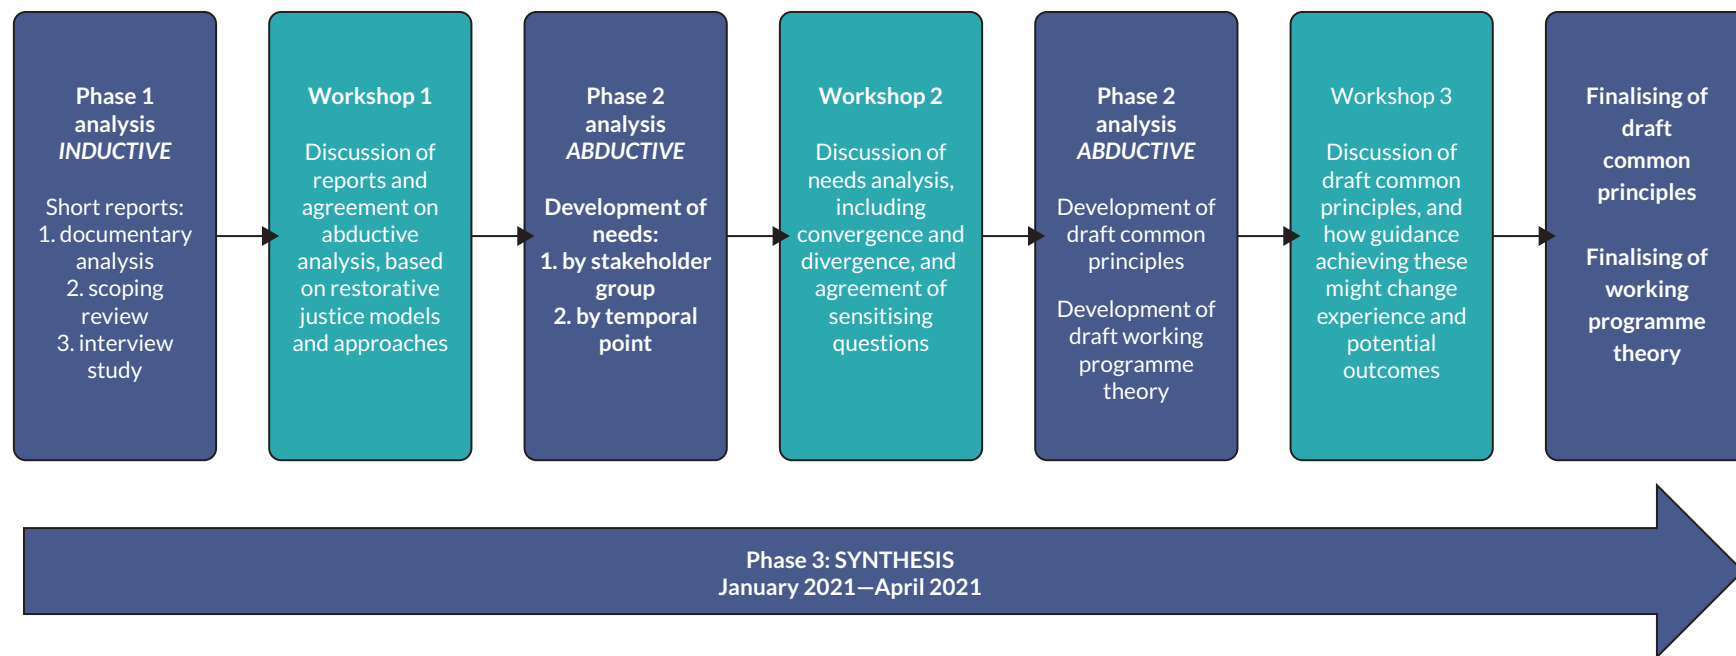 Phase 1
analysis
INDUCTIVE
Short reports:
1. documentary
analysis
2. scoping
review
3. interview
study
Workshop 1
Discussion of
reports and
agreement on
abductive
analysis, based
on restorative
justice models
and approaches
Phase 2
analysis
ABDUCTIVE
Development of
needs:
1. by stakeholder
group
2. by temporal
point
Workshop 2
Discussion of
needs analysis,
including
convergence and
divergence, and
agreement of
sensitising
questions
Phase 2
analysis
ABDUCTIVE
Development of
draft common
principles
Development of
draft working
programme
theory
Workshop 3
Discussion of
draft common
principles, and
how guidance
achieving these
might change
experience and
potential
outcomes
Finalising of
draft
common
principles
Finalising of
working
programme
theory
Phase 3: SYNTHESIS
January 2021—April 2021